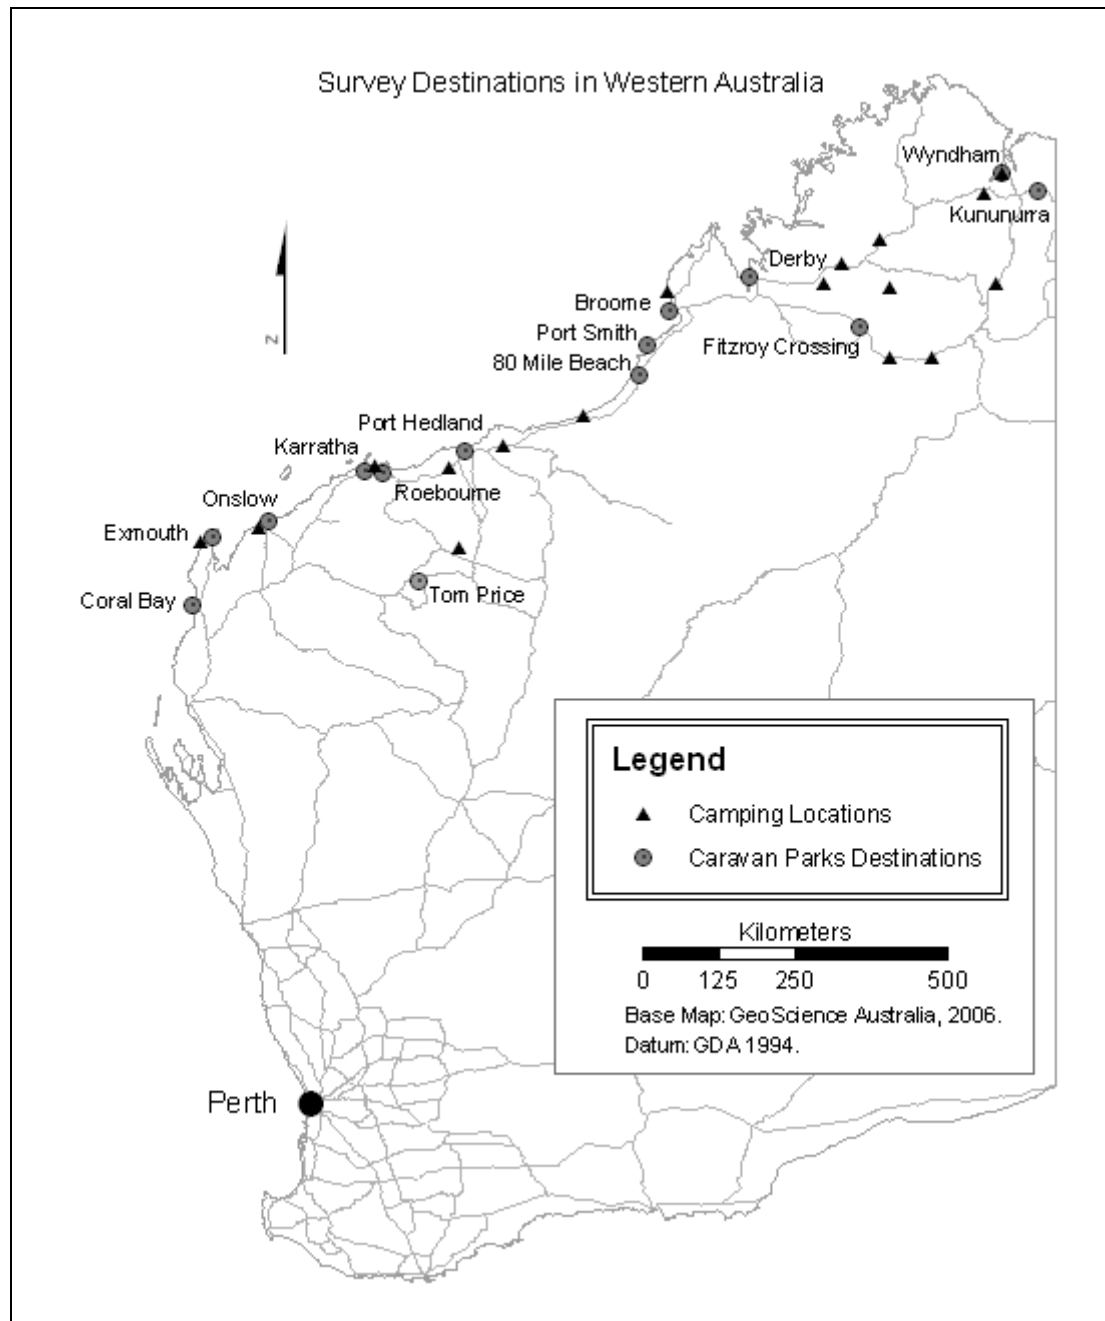 Survey Destinations in Western Australia
Wyndham
Kununurra
Derby
Broome
Port Smith
Fitzroy Crossing
80 Mile Beach
N
Port Hedland
Karratha
Roebourne
Onslow
Exmouth
Tom Price
Coral Bay
Legend
Camping Locations
Caravan Parks Destinations
Kilometers
0 125 250 500
Base Map: GeoScience Australia, 2006.
Datum: GDA 1994.
Perth